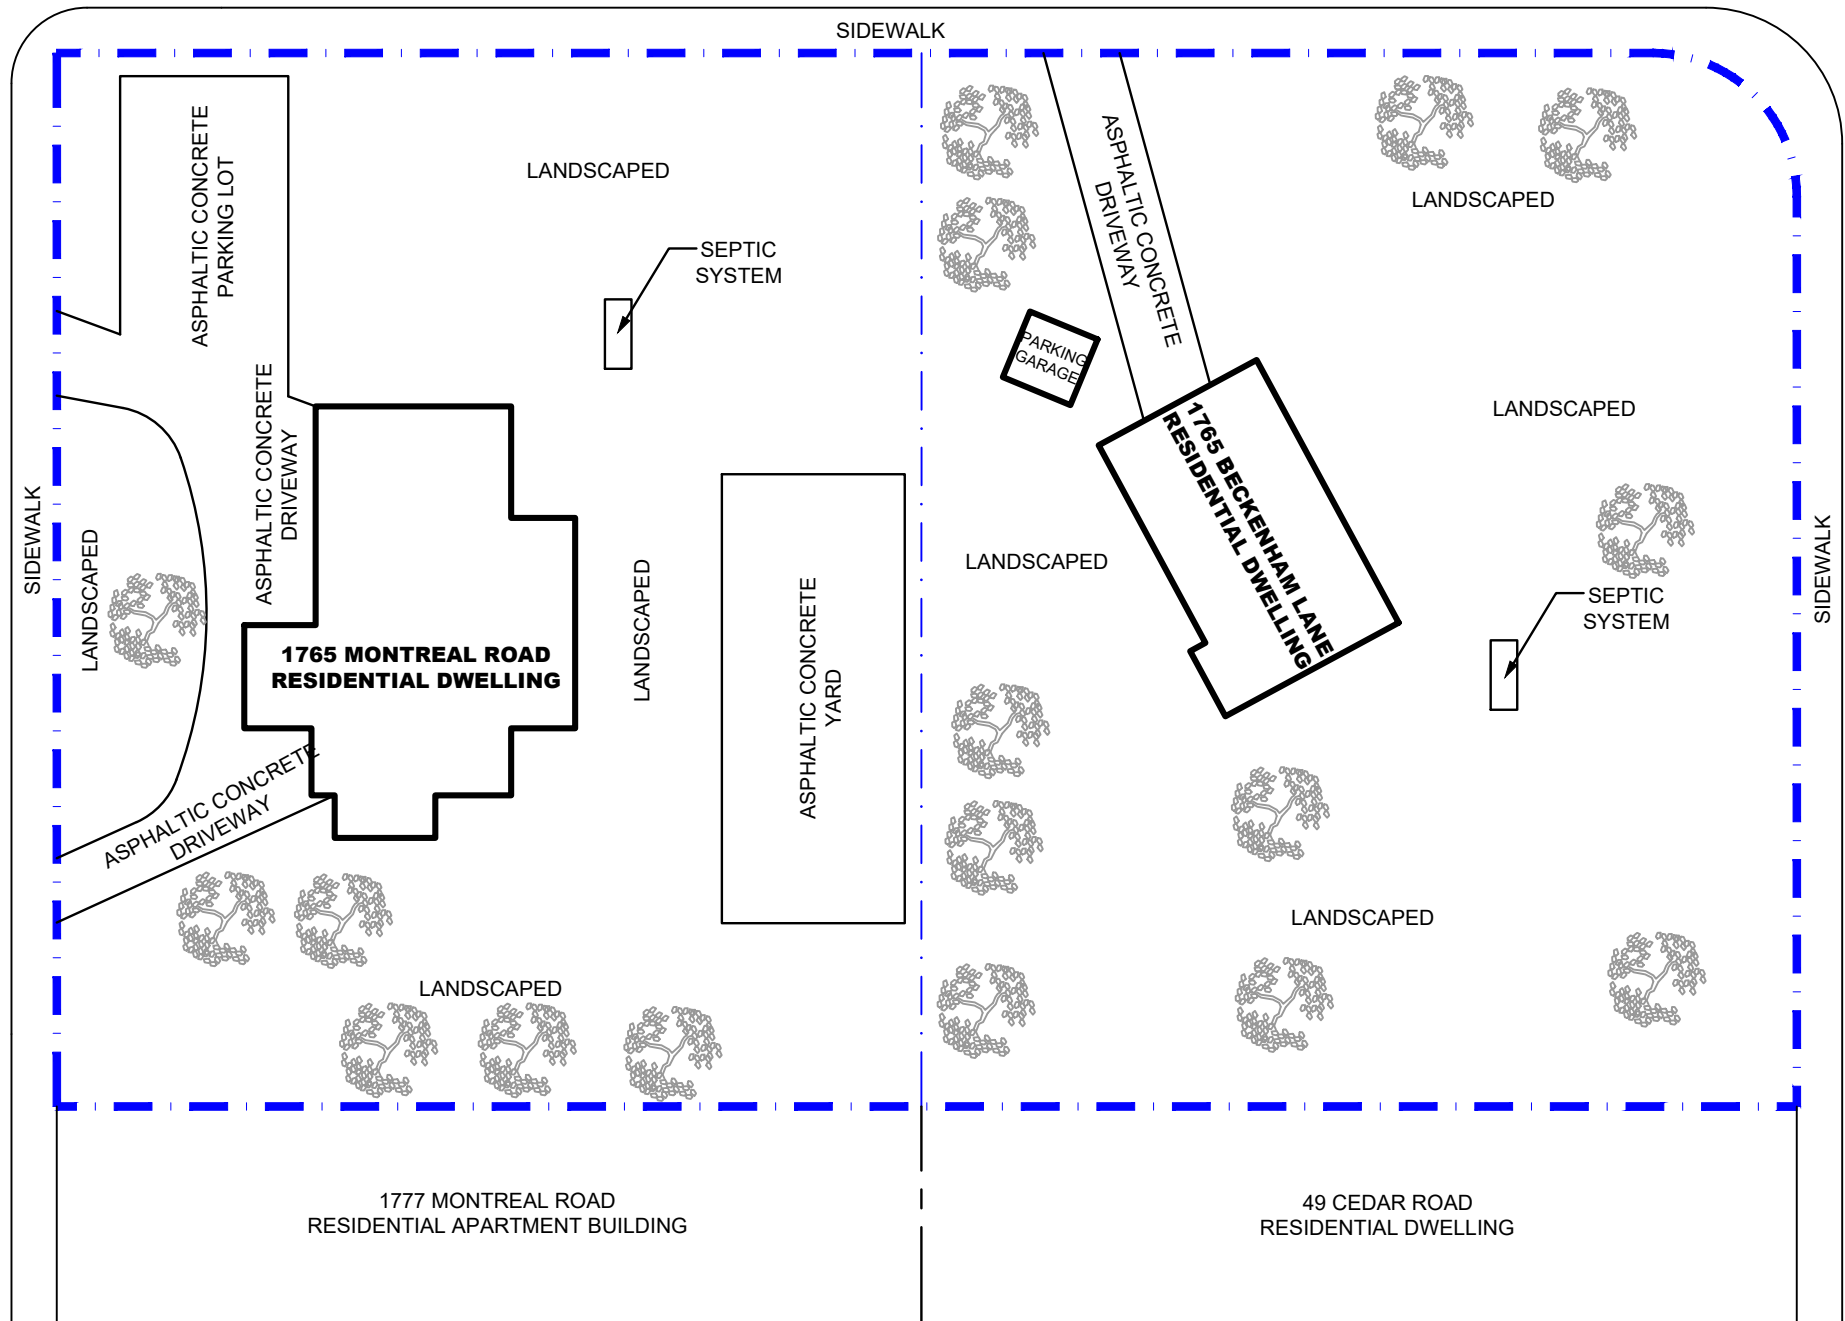 SIDEWALK
ASPHALTIC CONCRETE
PARKING LOT
LANDSCAPED
SEPTIC
SYSTEM
ASPHALTIC CONCRETE
DRIVEWAY
SIDEWALK
LANDSCAPED
1765 MONTREAL ROAD
RESIDENTIAL DWELLING
LANDSCAPED
ASPHALTIC CONCRETE
YARD
ASPHALTIC CONCRETE
DRIVEWAY
LANDSCAPED
ASPHALTIC CONCRETE
DRIVEWAY
LANDSCAPED
PARKING
GARAGE
LANDSCAPED
1765 BECKENHAM LANE
RESIDENTIAL DWELLING
LANDSCAPED
SEPTIC
SYSTEM
SIDEWALK
LANDSCAPED
1777 MONTREAL ROAD
RESIDENTIAL APARTMENT BUILDING
49 CEDAR ROAD
RESIDENTIAL DWELLING